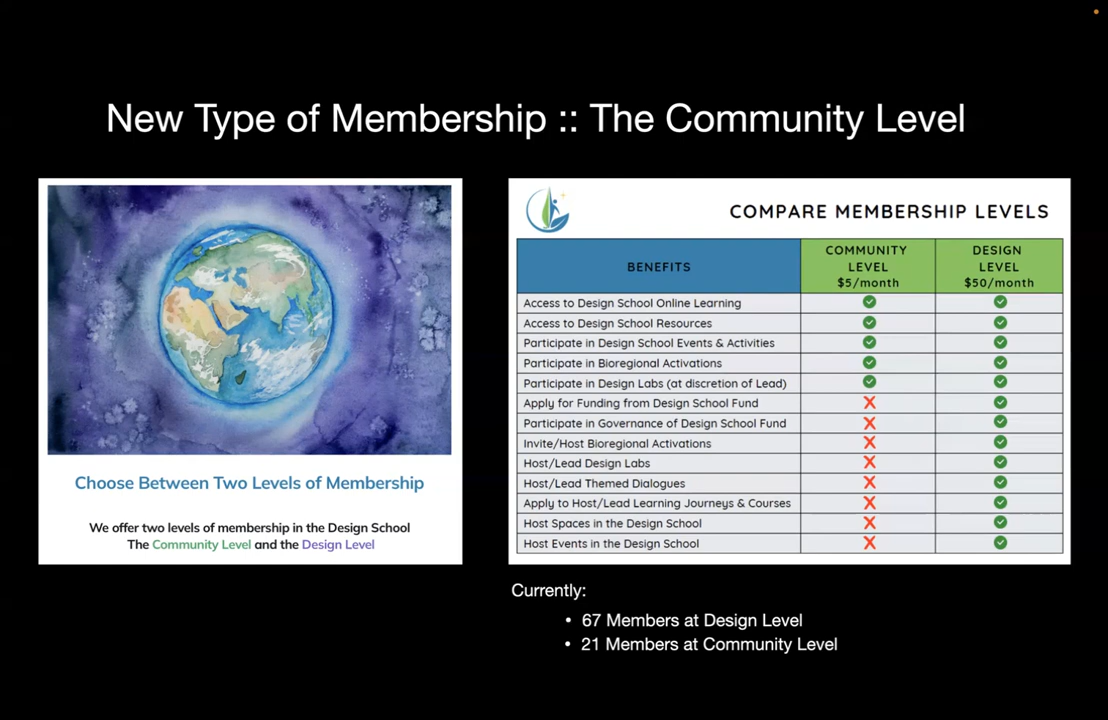 New Type of Membership :: The Community Level
Choose Between Two Levels of Membership
We offer two levels of membership in the Design School
The Community Level and the Design Level
COMPARE MEMBERSHIP LEVELS
BENEFITS
COMMUNITY
LEVEL
$5/month
DESIGN
LEVEL
$50/month
Access to Design School Online Learning
Access to Design School Resources
Participate in Design School Events & Activities
Participate in Bioregional Activations
Participate in Design Labs (at discretion of Lead)
Apply for Funding from Design School Fund
Participate in Governance of Design School Fund
Invite/Host Bioregional Activations
Host/Lead Design Labs
Host/Lead Themed Dialogues
Apply to Host/Lead Learning Journeys & Courses
Host Spaces in the Design School
Host Events in the Design School
Currently:
• 67 Members at Design Level
• 21 Members at Community Level